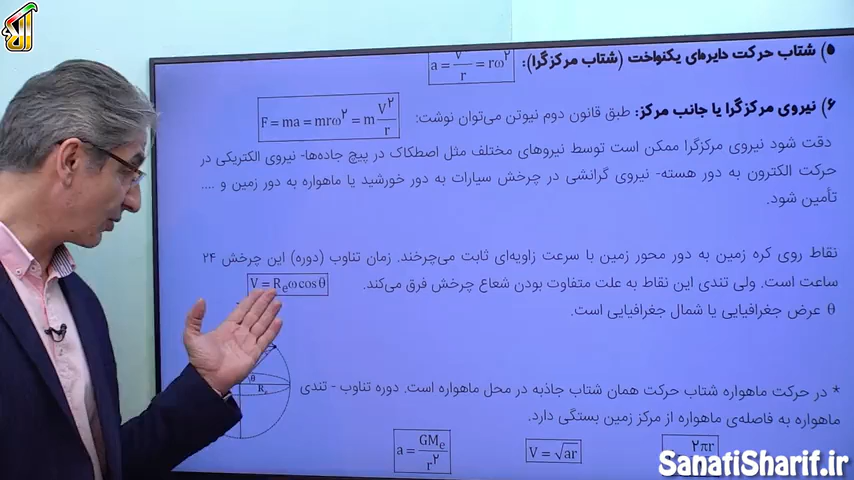 ۵) شتاب حرکت دایره‌ای یکنواخت (شتاب مرکزگرا): a = V/r = rω²
۶) نیروی مرکزگرا یا جانب مرکز: طبق قانون دوم نیوتن می‌توان نوشت: F = ma = mrω² = m V²/r
دقت شود نیروی مرکزگرا ممکن است توسط نیروهای مختلف مثل اصطکاک در پیچ جاده‌ها- نیروی الکتریکی در
حرکت الکترون به دور هسته- نیروی گرانشی در چرخش سیارات به دور خورشید یا ماهواره به دور زمین و ....
تأمین شود.
نقاط روی کره زمین به دور محور زمین با سرعت زاویه‌ای ثابت می‌چرخند. زمان تناوب (دوره) این چرخش ۲۴
ساعت است. ولی تندی این نقاط به علت متفاوت بودن شعاع چرخش فرق می‌کند. V = Rₑω cos θ
θ عرض جغرافیایی یا شمال جغرافیایی است.
θ
* در حرکت ماهواره شتاب حرکت همان شتاب جاذبه در محل ماهواره است. دوره تناوب - تندی
ماهواره به فاصله‌ی ماهواره از مرکز زمین بستگی دارد.
a = GMₑ/r² V = √ar ۲πr
SanatiSharif.ir